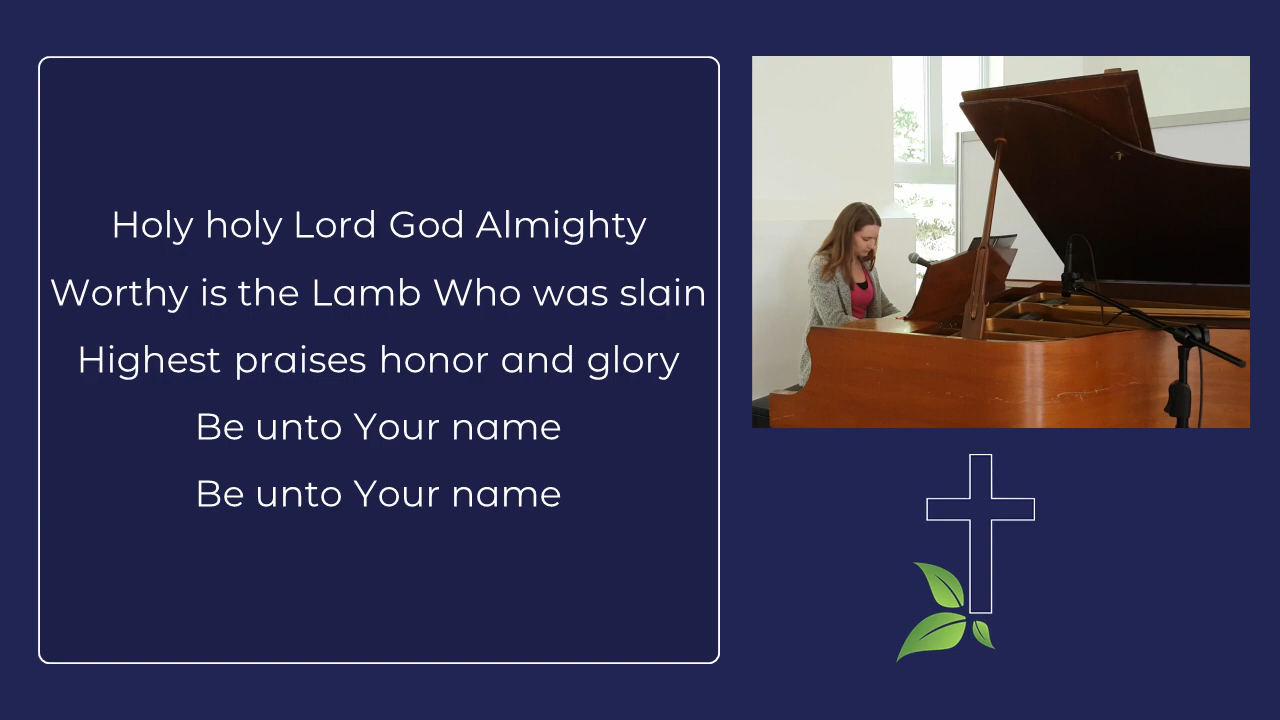 Holy holy Lord God Almighty
Worthy is the Lamb Who was slain
Highest praises honor and glory
Be unto Your name
Be unto Your name